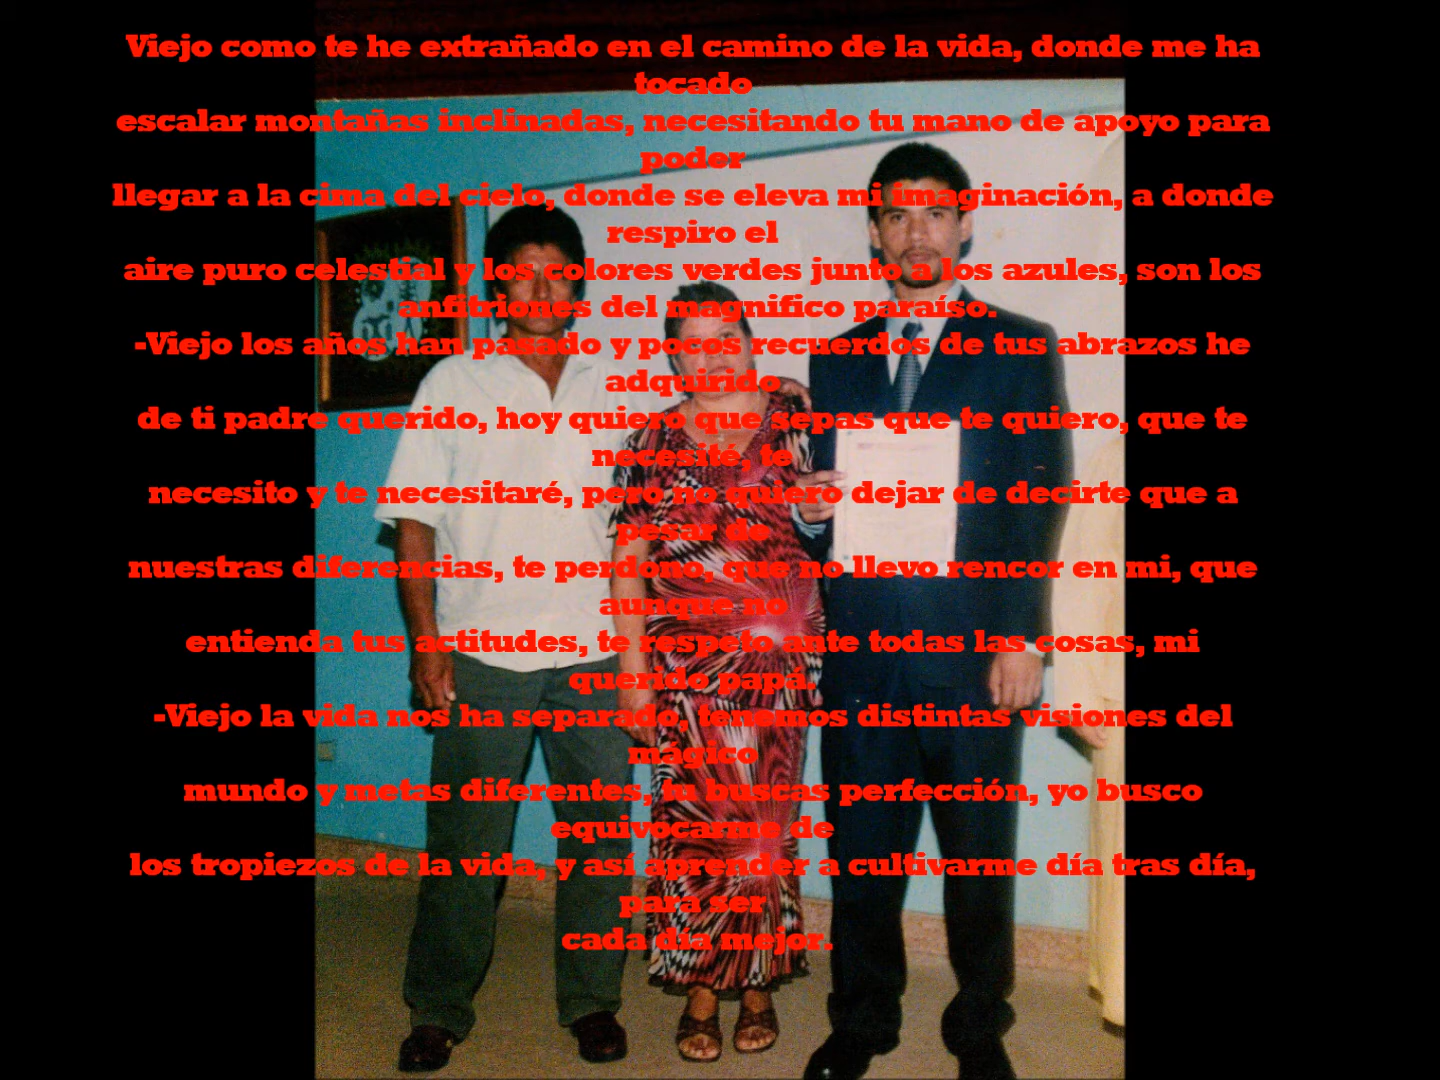 Viejo como te he extrañado en el camino de la vida, donde me ha
tocado
escalar montañas inclinadas, necesitando tu mano de apoyo para
poder
llegar a la cima del cielo, donde se eleva mi imaginación, a donde
respiro el
aire puro celestial y los colores verdes junto a los azules, son los
anfitriones del magnifico paraíso.
-Viejo los años han pasado y pocos recuerdos de tus abrazos he
adquirido
de ti padre querido, hoy quiero que sepas que te quiero, que te
necesité, te
necesito y te necesitaré, pero no quiero dejar de decirte que a
pesar de
nuestras diferencias, te perdono, que no llevo rencor en mi, que
aunque no
entienda tus actitudes, te respeto ante todas las cosas, mi
querido papá.
-Viejo la vida nos ha separado, tenemos distintas visiones del
mágico
mundo y metas diferentes, tu buscas perfección, yo busco
equivocarme de
los tropiezos de la vida, y así aprender a cultivarme día tras día,
para ser
cada día mejor.